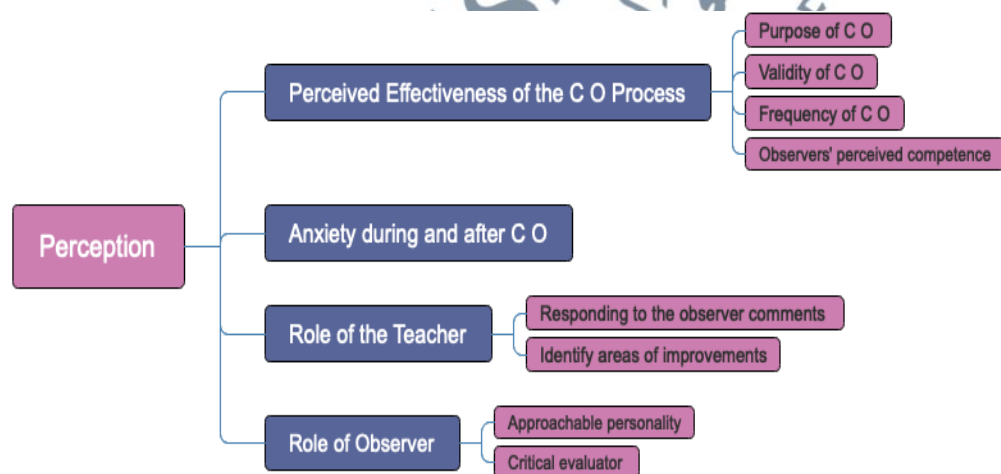 Perception
Perceived Effectiveness of the C O Process
Purpose of C O
Validity of C O
Frequency of C O
Observers' perceived competence
Anxiety during and after C O
Role of the Teacher
Responding to the observer comments
Identify areas of improvements
Role of Observer
Approachable personality
Critical evaluator